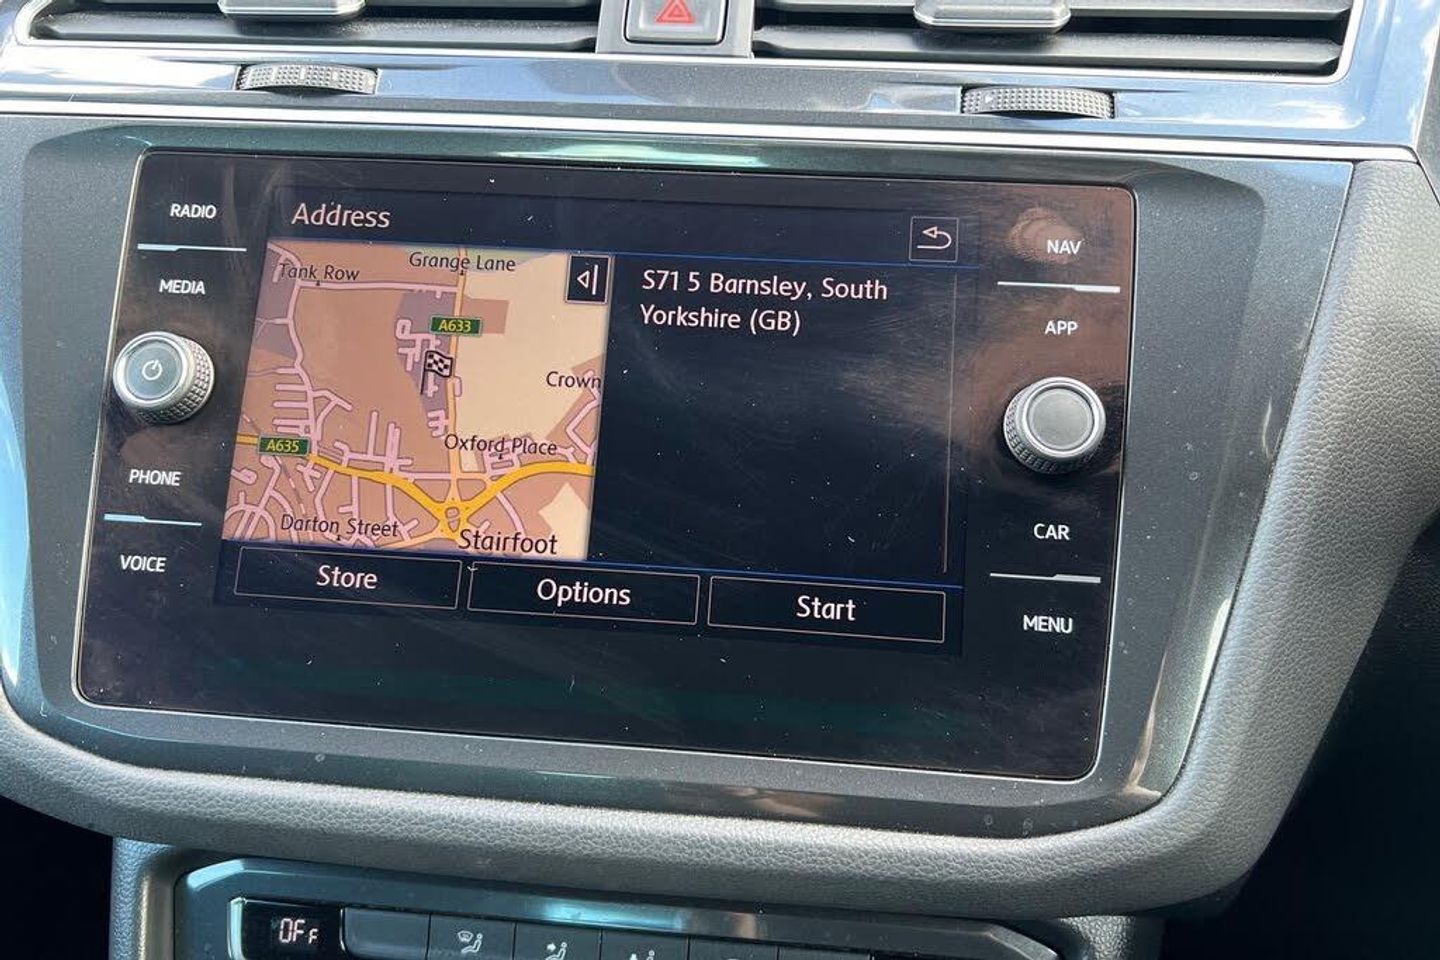 RADIO
MEDIA
PHONE
VOICE
Address
Tank Row
Grange Lane
A633
Crown
A635
Oxford Place
Darton Street
Stairfoot
S71 5 Barnsley, South
Yorkshire (GB)
Store
Options
Start
NAV
APP
CAR
MENU
OFF